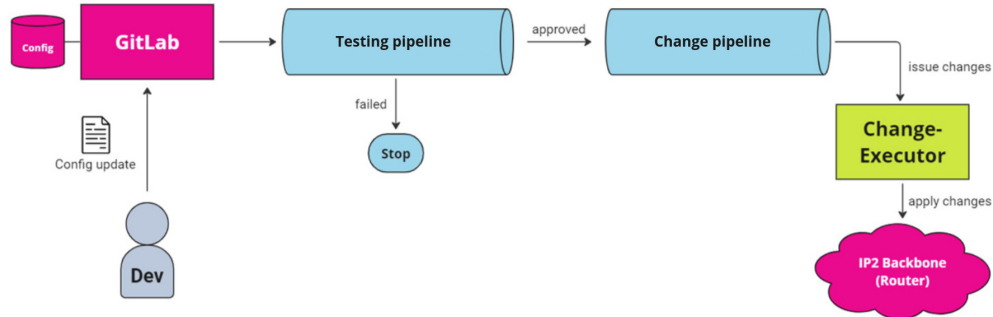 Config
GitLab
Testing pipeline
approved
Change pipeline
issue changes
failed
Stop
Config update
Change-
Executor
apply changes
Dev
IP2 Backbone
(Router)